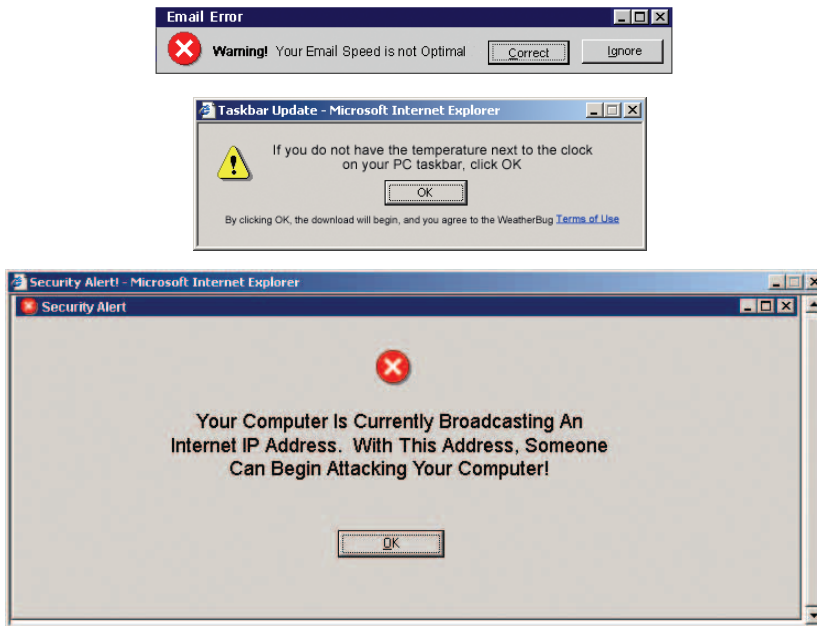 Email Error
Warning! Your Email Speed is not Optimal Correct Ignore
Taskbar Update - Microsoft Internet Explorer
If you do not have the temperature next to the clock
on your PC taskbar, click OK
OK
By clicking OK, the download will begin, and you agree to the WeatherBug Terms of Use
Security Alert! - Microsoft Internet Explorer
Security Alert
Your Computer Is Currently Broadcasting An
Internet IP Address. With This Address, Someone
Can Begin Attacking Your Computer!
OK